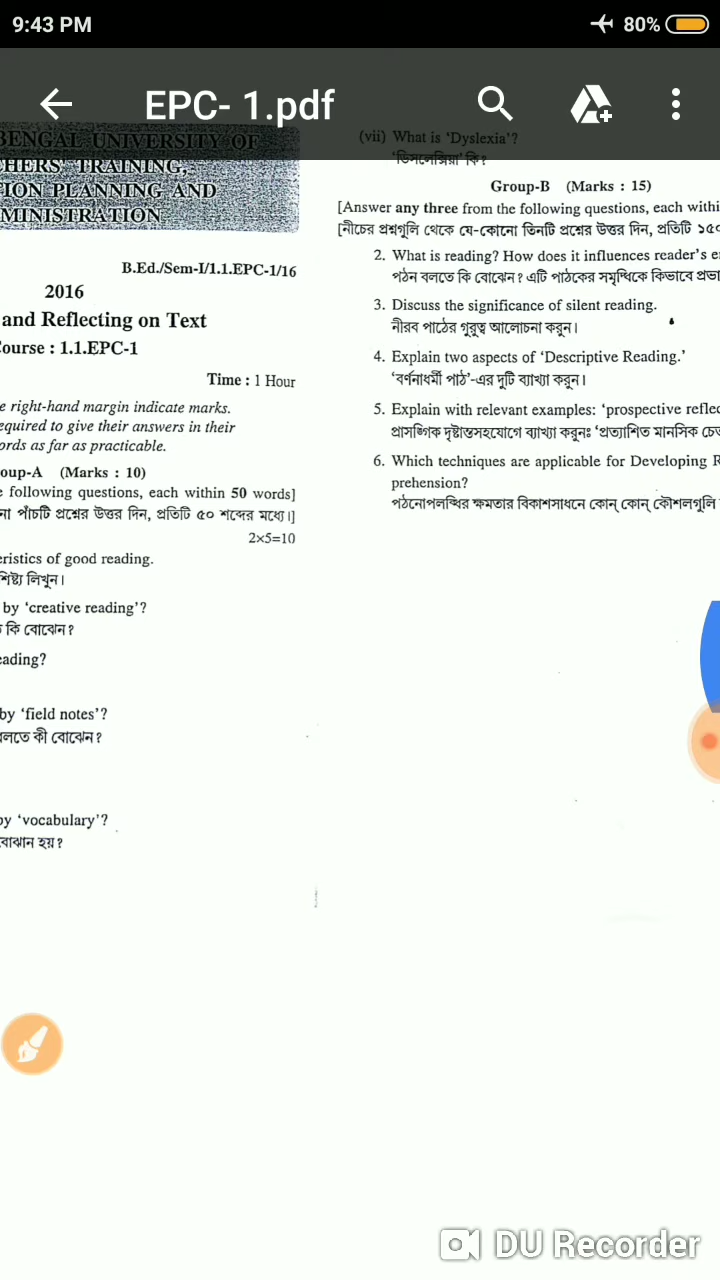 9:43 PM
80%
EPC- 1.pdf
BENGAL UNIVERSITY OF
CHERS' TRAINING,
TION PLANNING AND
MINISTRATION
B.Ed./Sem-I/1.1.EPC-1/16
2016
and Reflecting on Text
Course : 1.1.EPC-1
Time : 1 Hour
e right-hand margin indicate marks.
equired to give their answers in their
ords as far as practicable.
oup-A (Marks : 10)
e following questions, each within 50 words]
না পাঁচটি প্রশ্নের উত্তর দিন, প্রতিটি ৫০ শব্দের মধ্যে।]
2×5=10
eristics of good reading.
শিষ্ট্য লিখুন।
by 'creative reading'?
কি বোঝেন?
eading?
by 'field notes'?
বলতে কী বোঝেন?
by 'vocabulary'?
বোঝান হয়?
(vii) What is 'Dyslexia'?
'ডিসলেক্সিয়া' কি?
Group-B (Marks : 15)
[Answer any three from the following questions, each withi
[নীচের প্রশ্নগুলি থেকে যে-কোনো তিনটি প্রশ্নের উত্তর দিন, প্রতিটি ১৫০
2. What is reading? How does it influences reader's e
পঠন বলতে কি বোঝেন? এটি পাঠকের সমৃদ্ধিকে কিভাবে প্রভা
3. Discuss the significance of silent reading.
নীরব পাঠের গুরুত্ব আলোচনা করুন।
4. Explain two aspects of 'Descriptive Reading.'
'বর্ণনাধর্মী পাঠ'-এর দুটি ব্যাখ্যা করুন।
5. Explain with relevant examples: 'prospective reflec
প্রাসঙ্গিক দৃষ্টান্তসহযোগে ব্যাখ্যা করুনঃ 'প্রত্যাশিত মানসিক চেত
6. Which techniques are applicable for Developing R
prehension?
পঠনোপলব্ধির ক্ষমতার বিকাশসাধনে কোন্ কোন্ কৌশলগুলি
DU Recorder